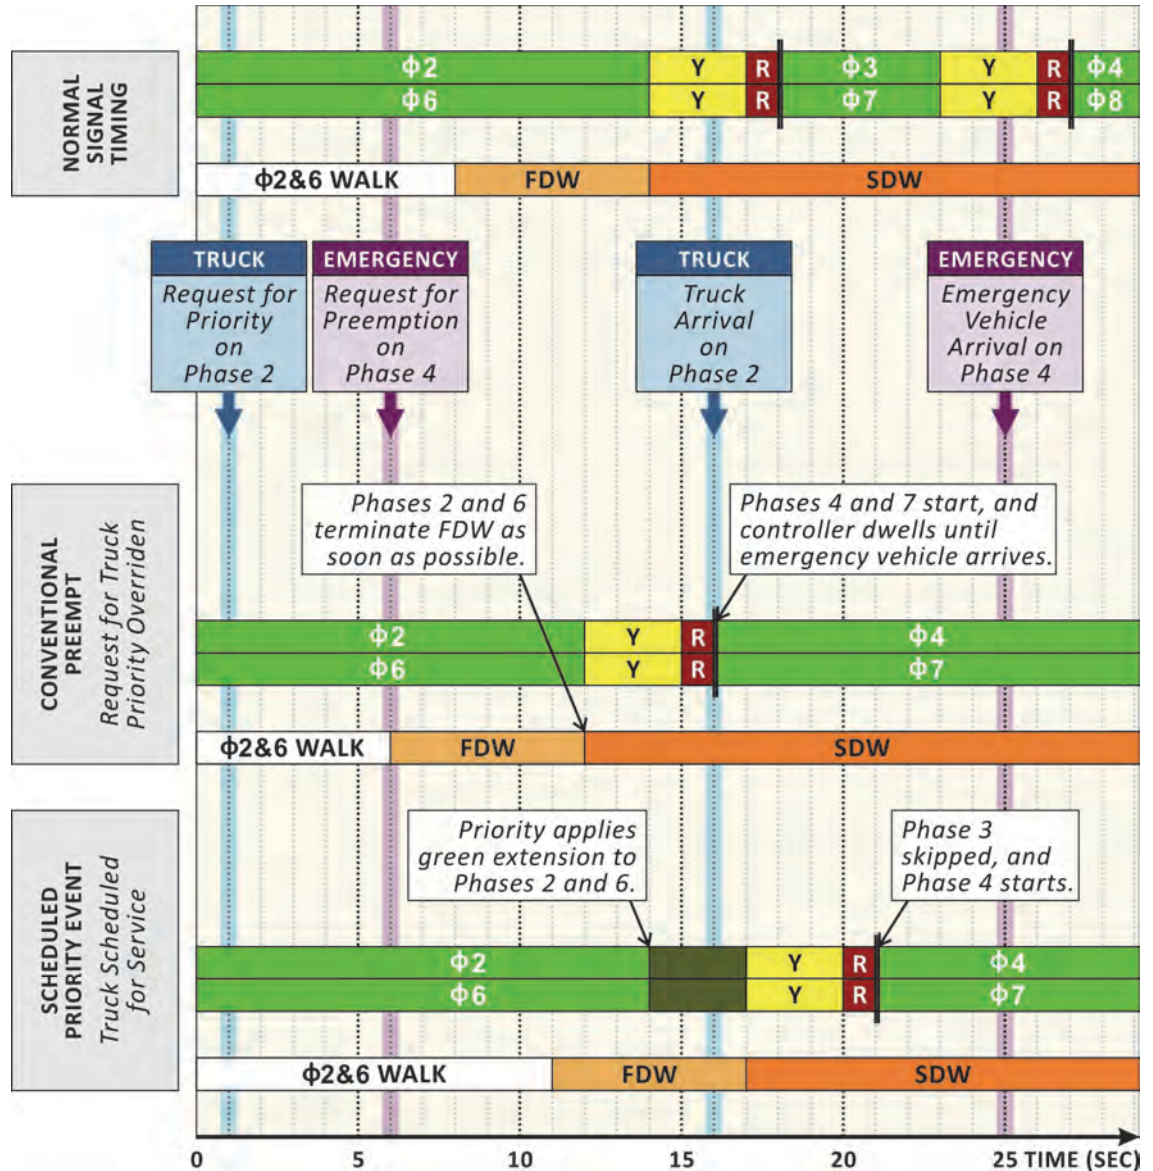 NORMAL
SIGNAL
TIMING
Φ2 Y R Φ3 Y R Φ4
Φ6 Y R Φ7 Y R Φ8
Φ2&6 WALK FDW SDW
TRUCK
Request for
Priority
on
Phase 2
EMERGENCY
Request for
Preemption
on
Phase 4
TRUCK
Truck
Arrival
on
Phase 2
EMERGENCY
Emergency
Vehicle
Arrival on
Phase 4
CONVENTIONAL
PREEMPT
Request for Truck
Priority Overriden
Phases 2 and 6
terminate FDW as
soon as possible.
Phases 4 and 7 start, and
controller dwells until
emergency vehicle arrives.
Φ2 Y R Φ4
Φ6 Y R Φ7
Φ2&6 WALK FDW SDW
SCHEDULED
PRIORITY EVENT
Truck Scheduled
for Service
Priority applies
green extension to
Phases 2 and 6.
Phase 3
skipped, and
Phase 4 starts.
Φ2 Y R Φ4
Φ6 Y R Φ7
Φ2&6 WALK FDW SDW
0 5 10 15 20 25 TIME (SEC)